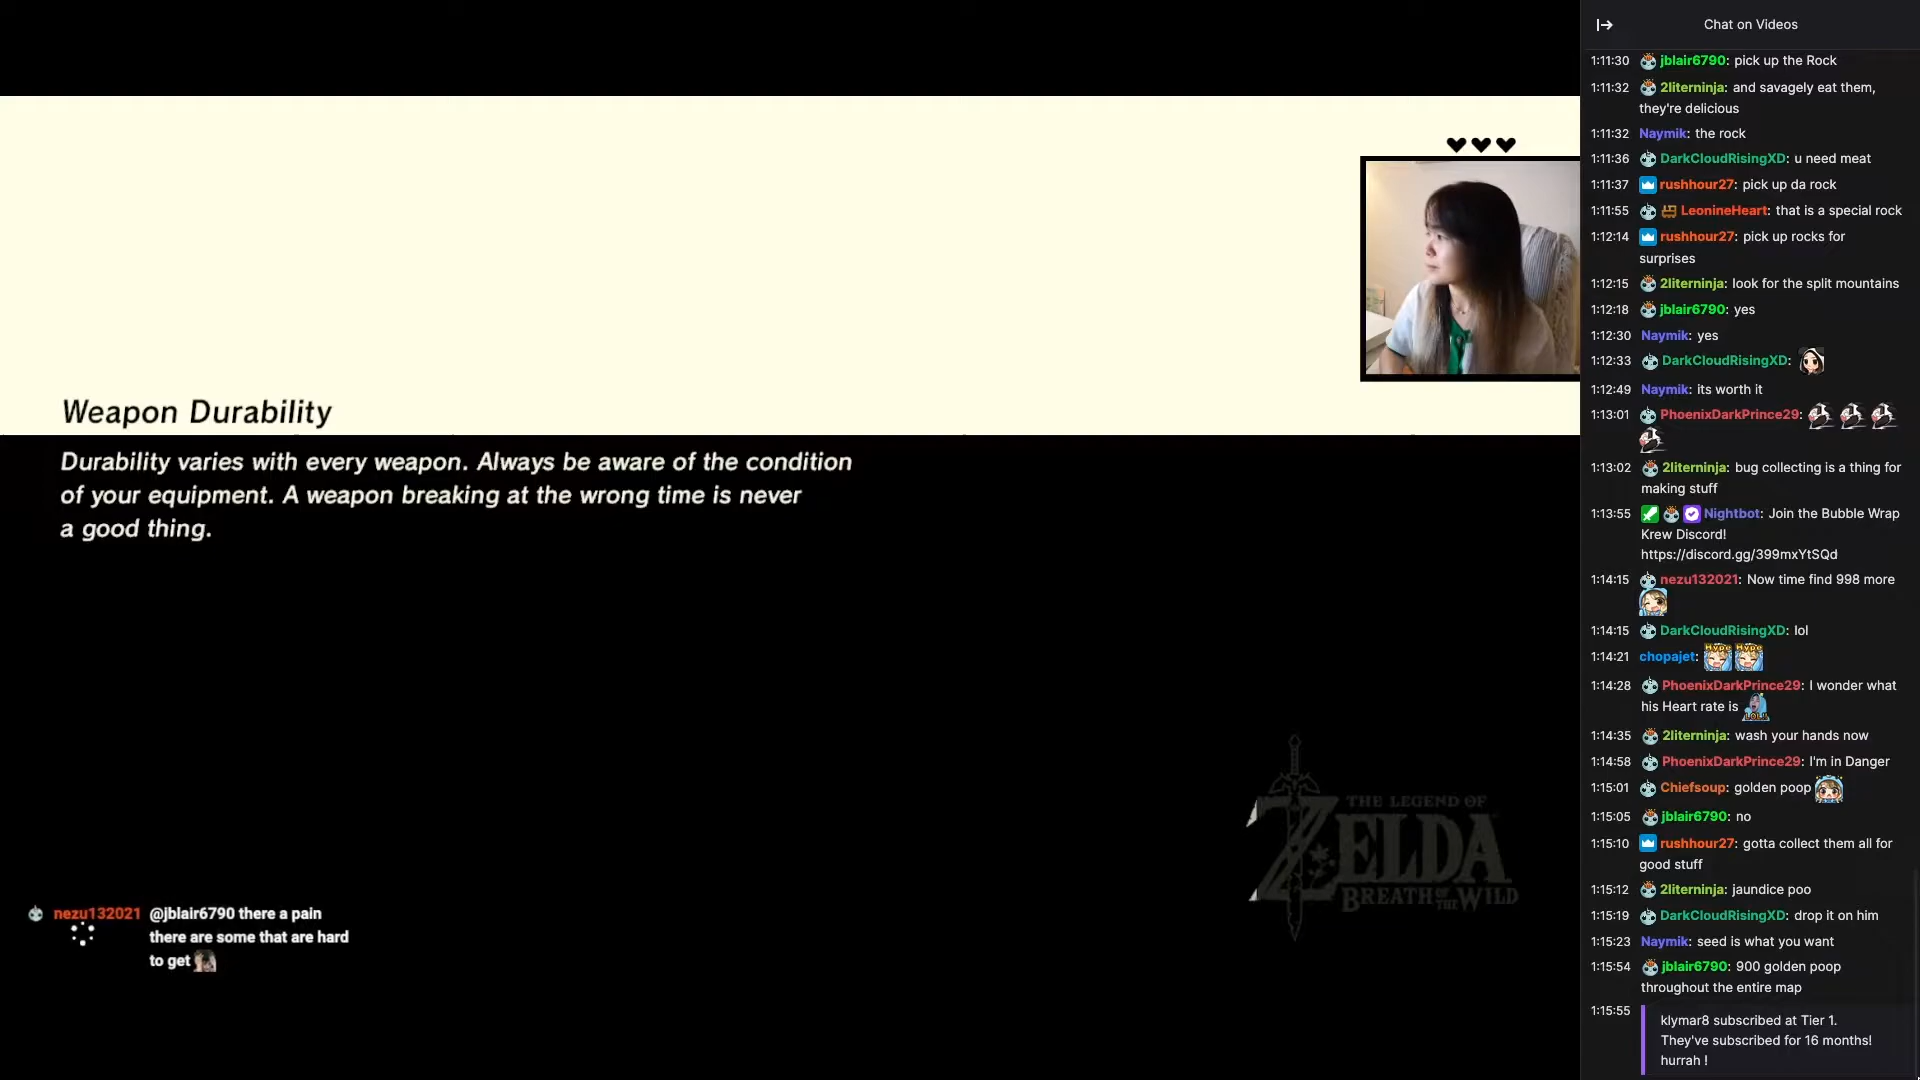 Chat on Videos
1:11:30 jblair6790: pick up the Rock
1:11:32 2literninja: and savagely eat them,
they're delicious
1:11:32 Naymik: the rock
1:11:36 DarkCloudRisingXD: u need meat
1:11:37 rushhour27: pick up da rock
1:11:55 LeonineHeart: that is a special rock
1:12:14 rushhour27: pick up rocks for
surprises
1:12:15 2literninja: look for the split mountains
1:12:18 jblair6790: yes
1:12:30 Naymik: yes
1:12:33 DarkCloudRisingXD:
1:12:49 Naymik: its worth it
1:13:01 PhoenixDarkPrince29:
1:13:02 2literninja: bug collecting is a thing for
making stuff
1:13:55 Nightbot: Join the Bubble Wrap
Krew Discord!
https://discord.gg/399mxYtSQd
1:14:15 nezu132021: Now time find 998 more
1:14:15 DarkCloudRisingXD: lol
1:14:21 chopajet:
1:14:28 PhoenixDarkPrince29: I wonder what
his Heart rate is
1:14:35 2literninja: wash your hands now
1:14:58 PhoenixDarkPrince29: I'm in Danger
1:15:01 Chiefsoup: golden poop
1:15:05 jblair6790: no
1:15:10 rushhour27: gotta collect them all for
good stuff
1:15:12 2literninja: jaundice poo
1:15:19 DarkCloudRisingXD: drop it on him
1:15:23 Naymik: seed is what you want
1:15:54 jblair6790: 900 golden poop
throughout the entire map
1:15:55 klymar8 subscribed at Tier 1.
They've subscribed for 16 months!
hurrah !
Weapon Durability
Durability varies with every weapon. Always be aware of the condition
of your equipment. A weapon breaking at the wrong time is never
a good thing.
THE LEGEND OF
ZELDA
BREATH OF THE WILD
nezu132021 @jblair6790 there a pain
there are some that are hard
to get